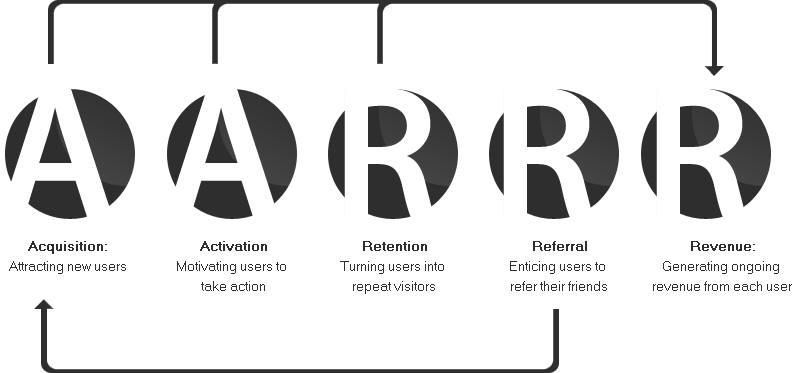 A A R R R
Acquisition: Activation Retention Referral Revenue:
Attracting new users Motivating users to Turning users into Enticing users to Generating ongoing
take action repeat visitors refer their friends revenue from each user